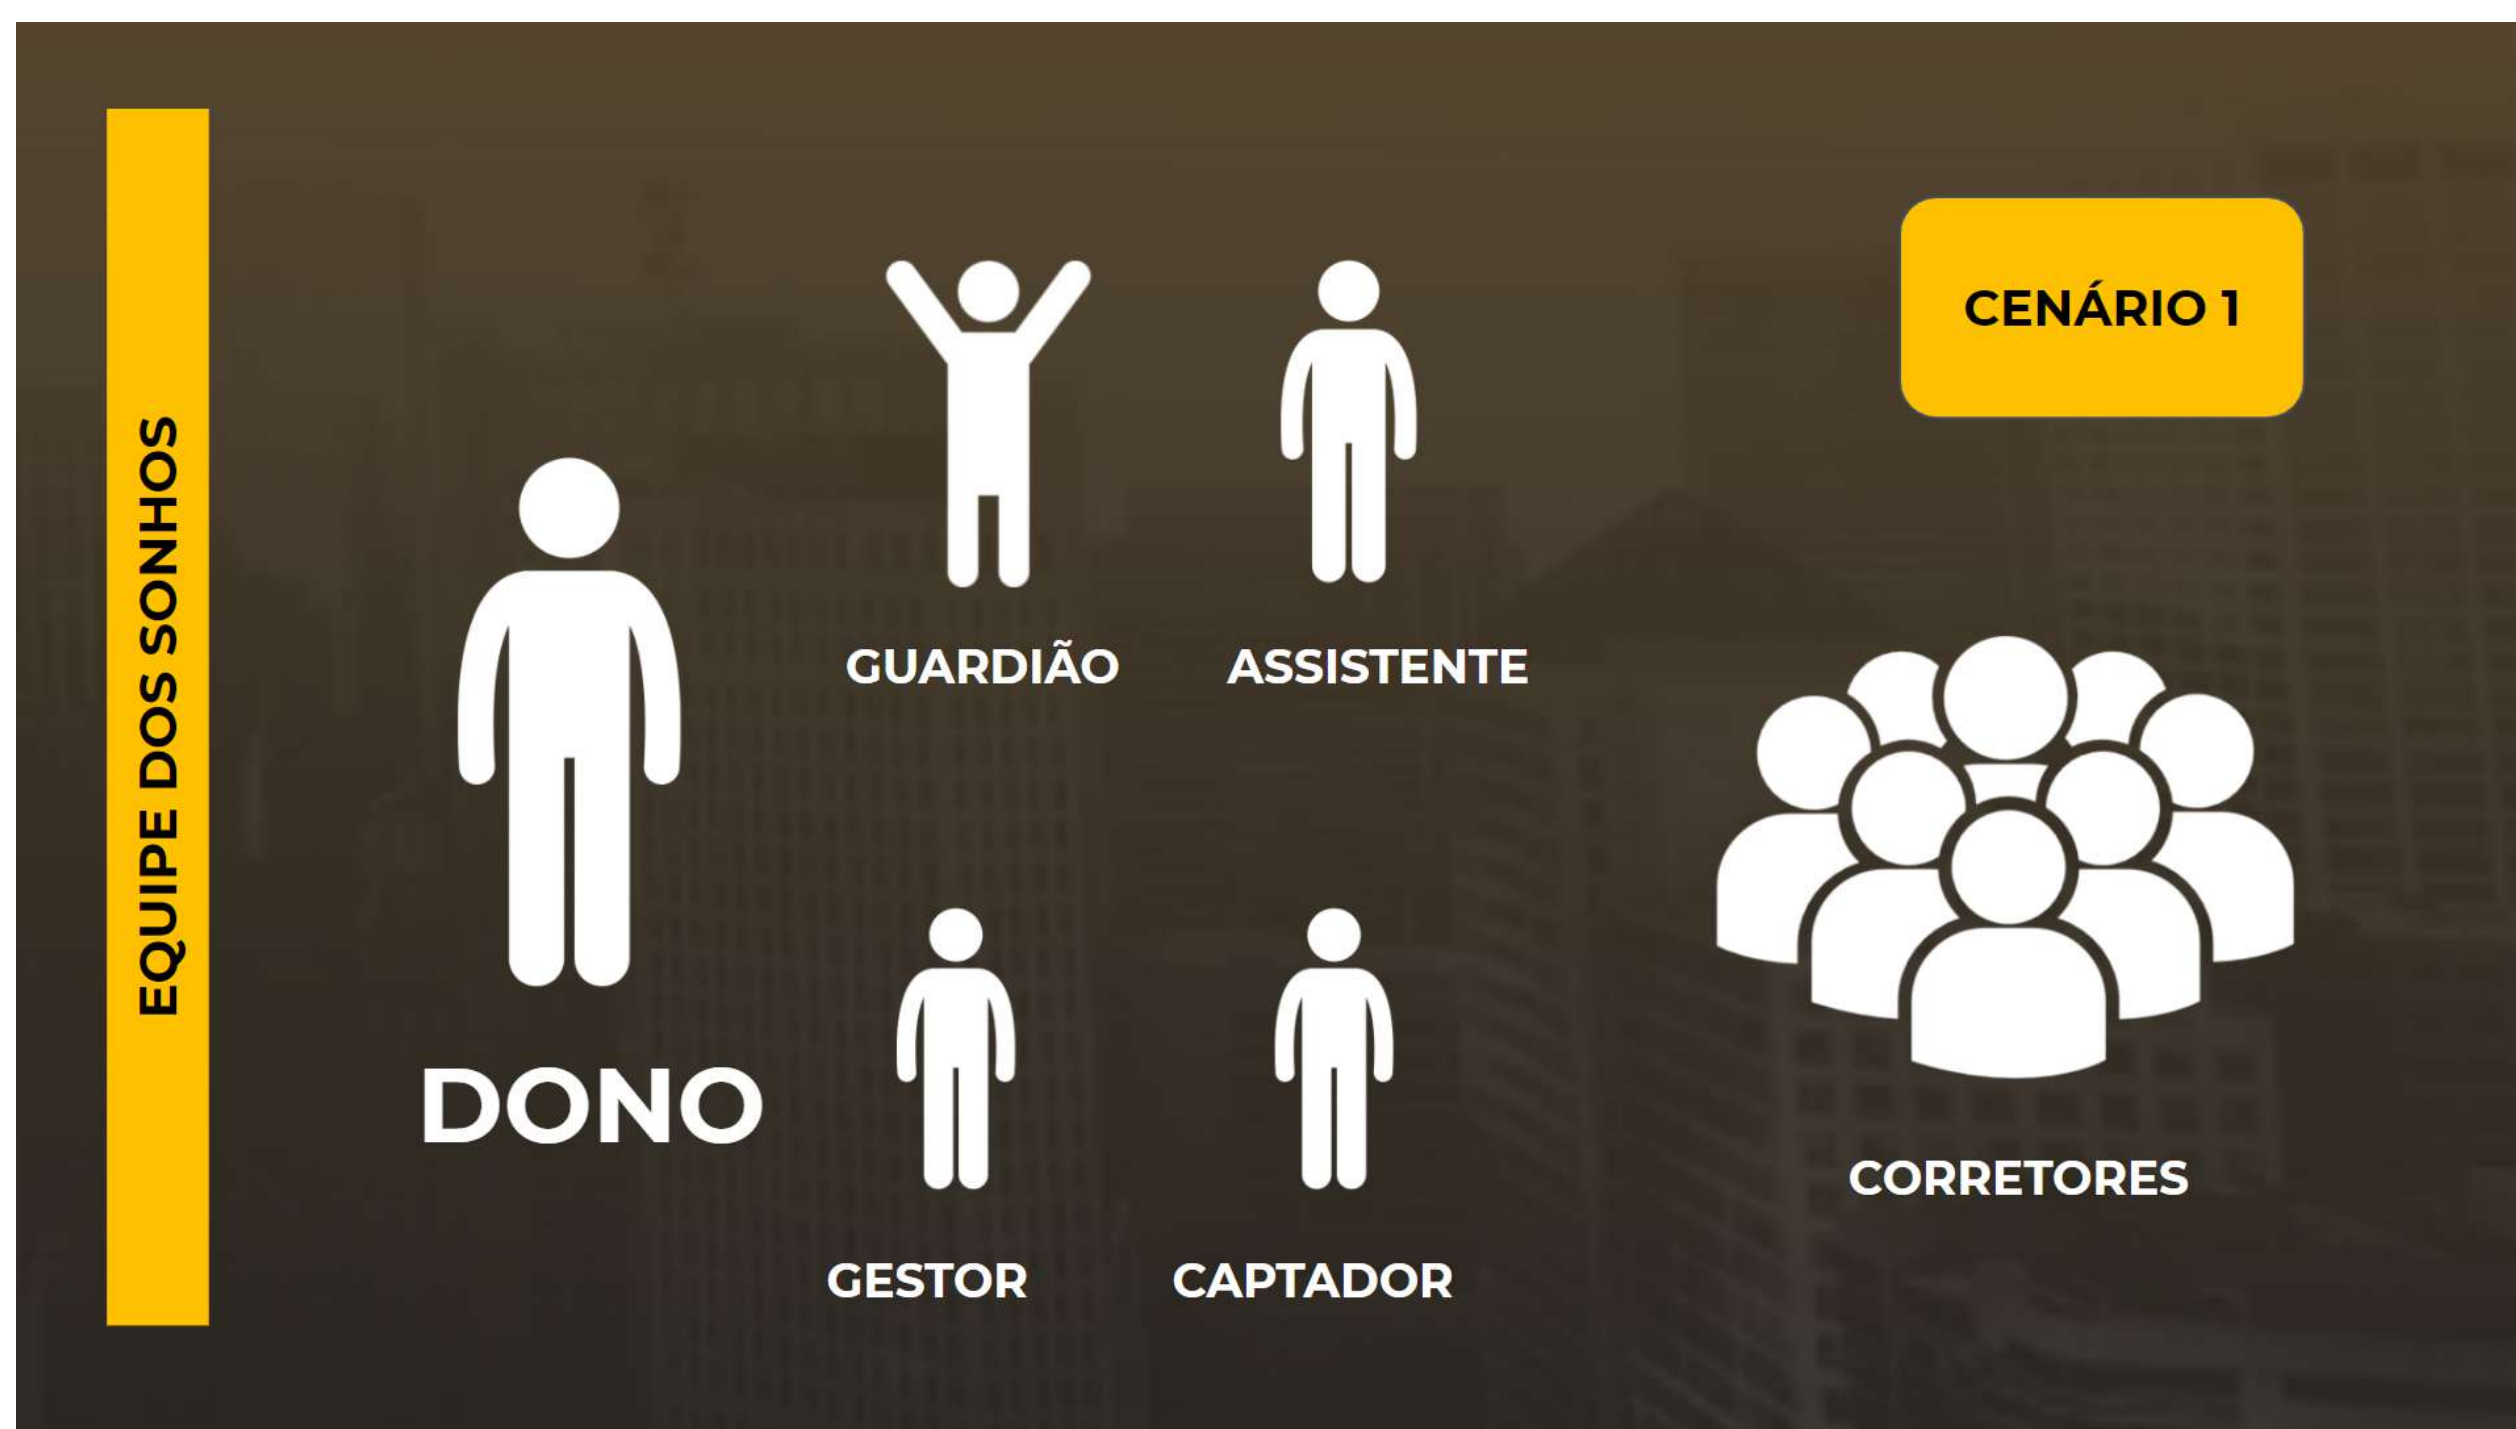 EQUIPE DOS SONHOS
CENÁRIO 1
GUARDIÃO
ASSISTENTE
DONO
GESTOR
CAPTADOR
CORRETORES